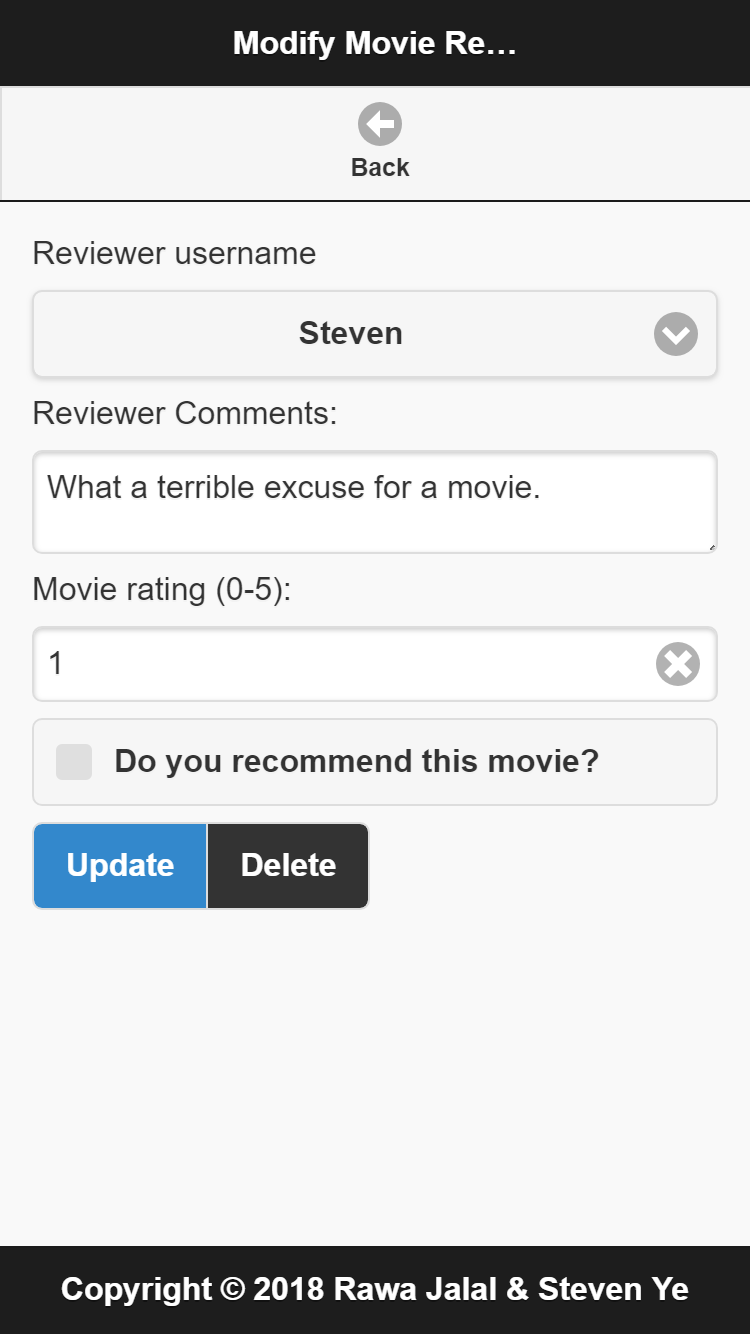 Modify Movie Re...
Back
Reviewer username
Steven
Reviewer Comments:
What a terrible excuse for a movie.
Movie rating (0-5):
1
Do you recommend this movie?
Update Delete
Copyright © 2018 Rawa Jalal & Steven Ye